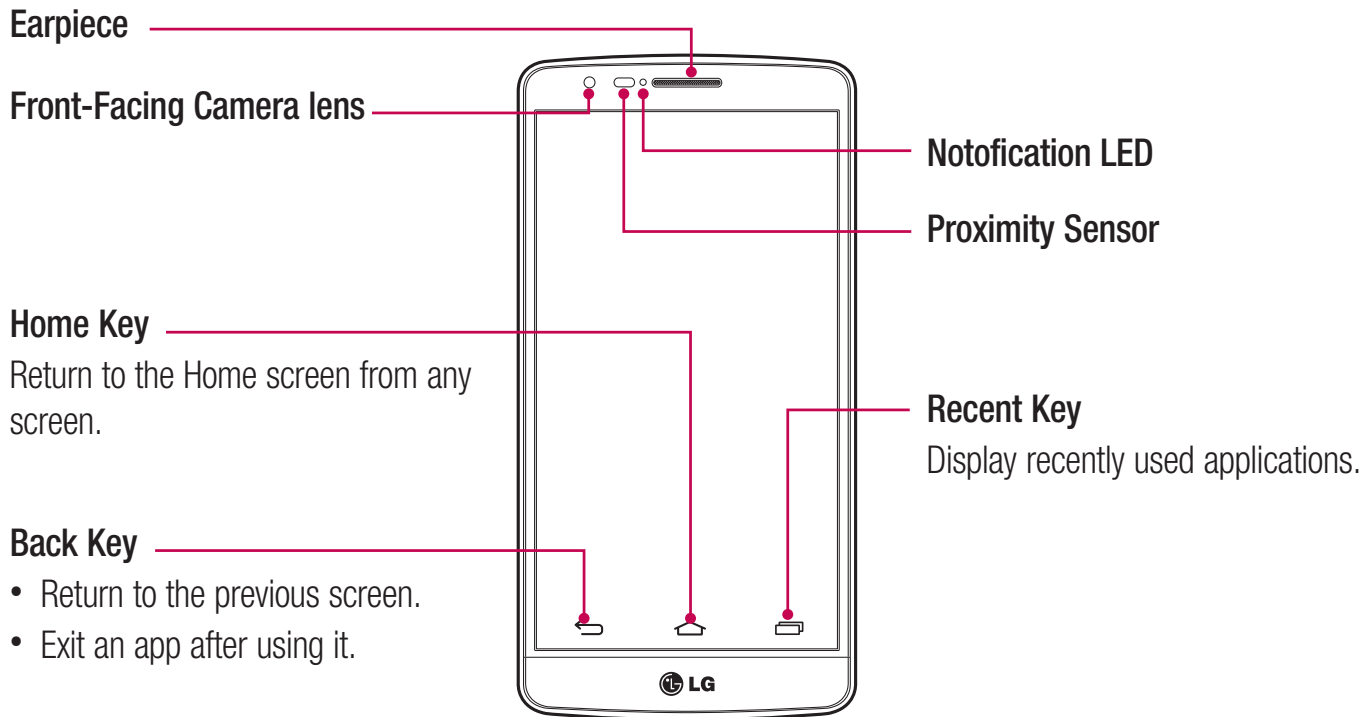 Earpiece
Front-Facing Camera lens
Notofication LED
Proximity Sensor
Home Key
Return to the Home screen from any
screen.
Recent Key
Display recently used applications.
Back Key
• Return to the previous screen.
• Exit an app after using it.
LG